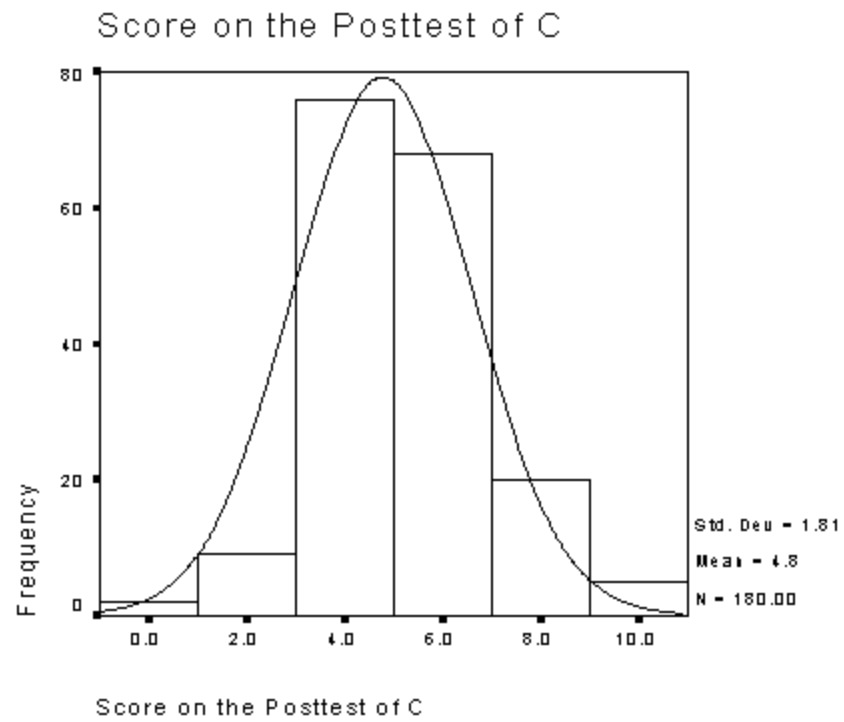 Score on the Posttest of C
80
60
40
20
0
Frequency
0.0 2.0 4.0 6.0 8.0 10.0
Std. Dev = 1.81
Mean = 4.8
N = 180.00
Score on the Posttest of C